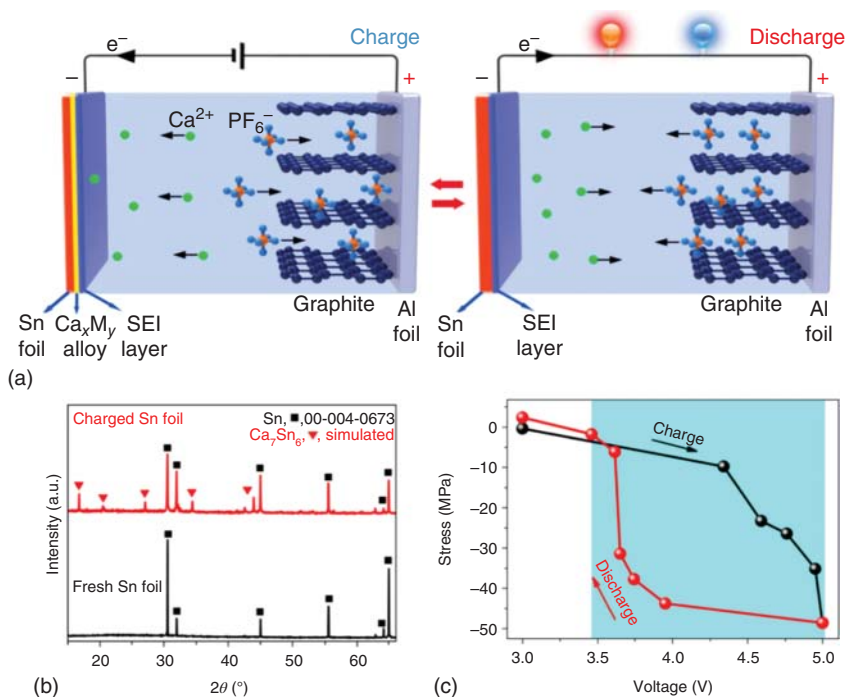 Charge
Discharge
e⁻
e⁻
−
+
−
+
Ca²⁺ PF₆⁻
Graphite
Graphite
Sn foil
CaₓMᵧ alloy
SEI layer
Al foil
Sn foil
SEI layer
Al foil
(a)
Charged Sn foil
Sn, ■,00-004-0673
Ca₇Sn₆,▼, simulated
Fresh Sn foil
Intensity (a.u.)
20 30 40 50 60
2θ (°)
(b)
Charge
Discharge
Stress (MPa)
0
−10
−20
−30
−40
−50
3.0 3.5 4.0 4.5 5.0
Voltage (V)
(c)